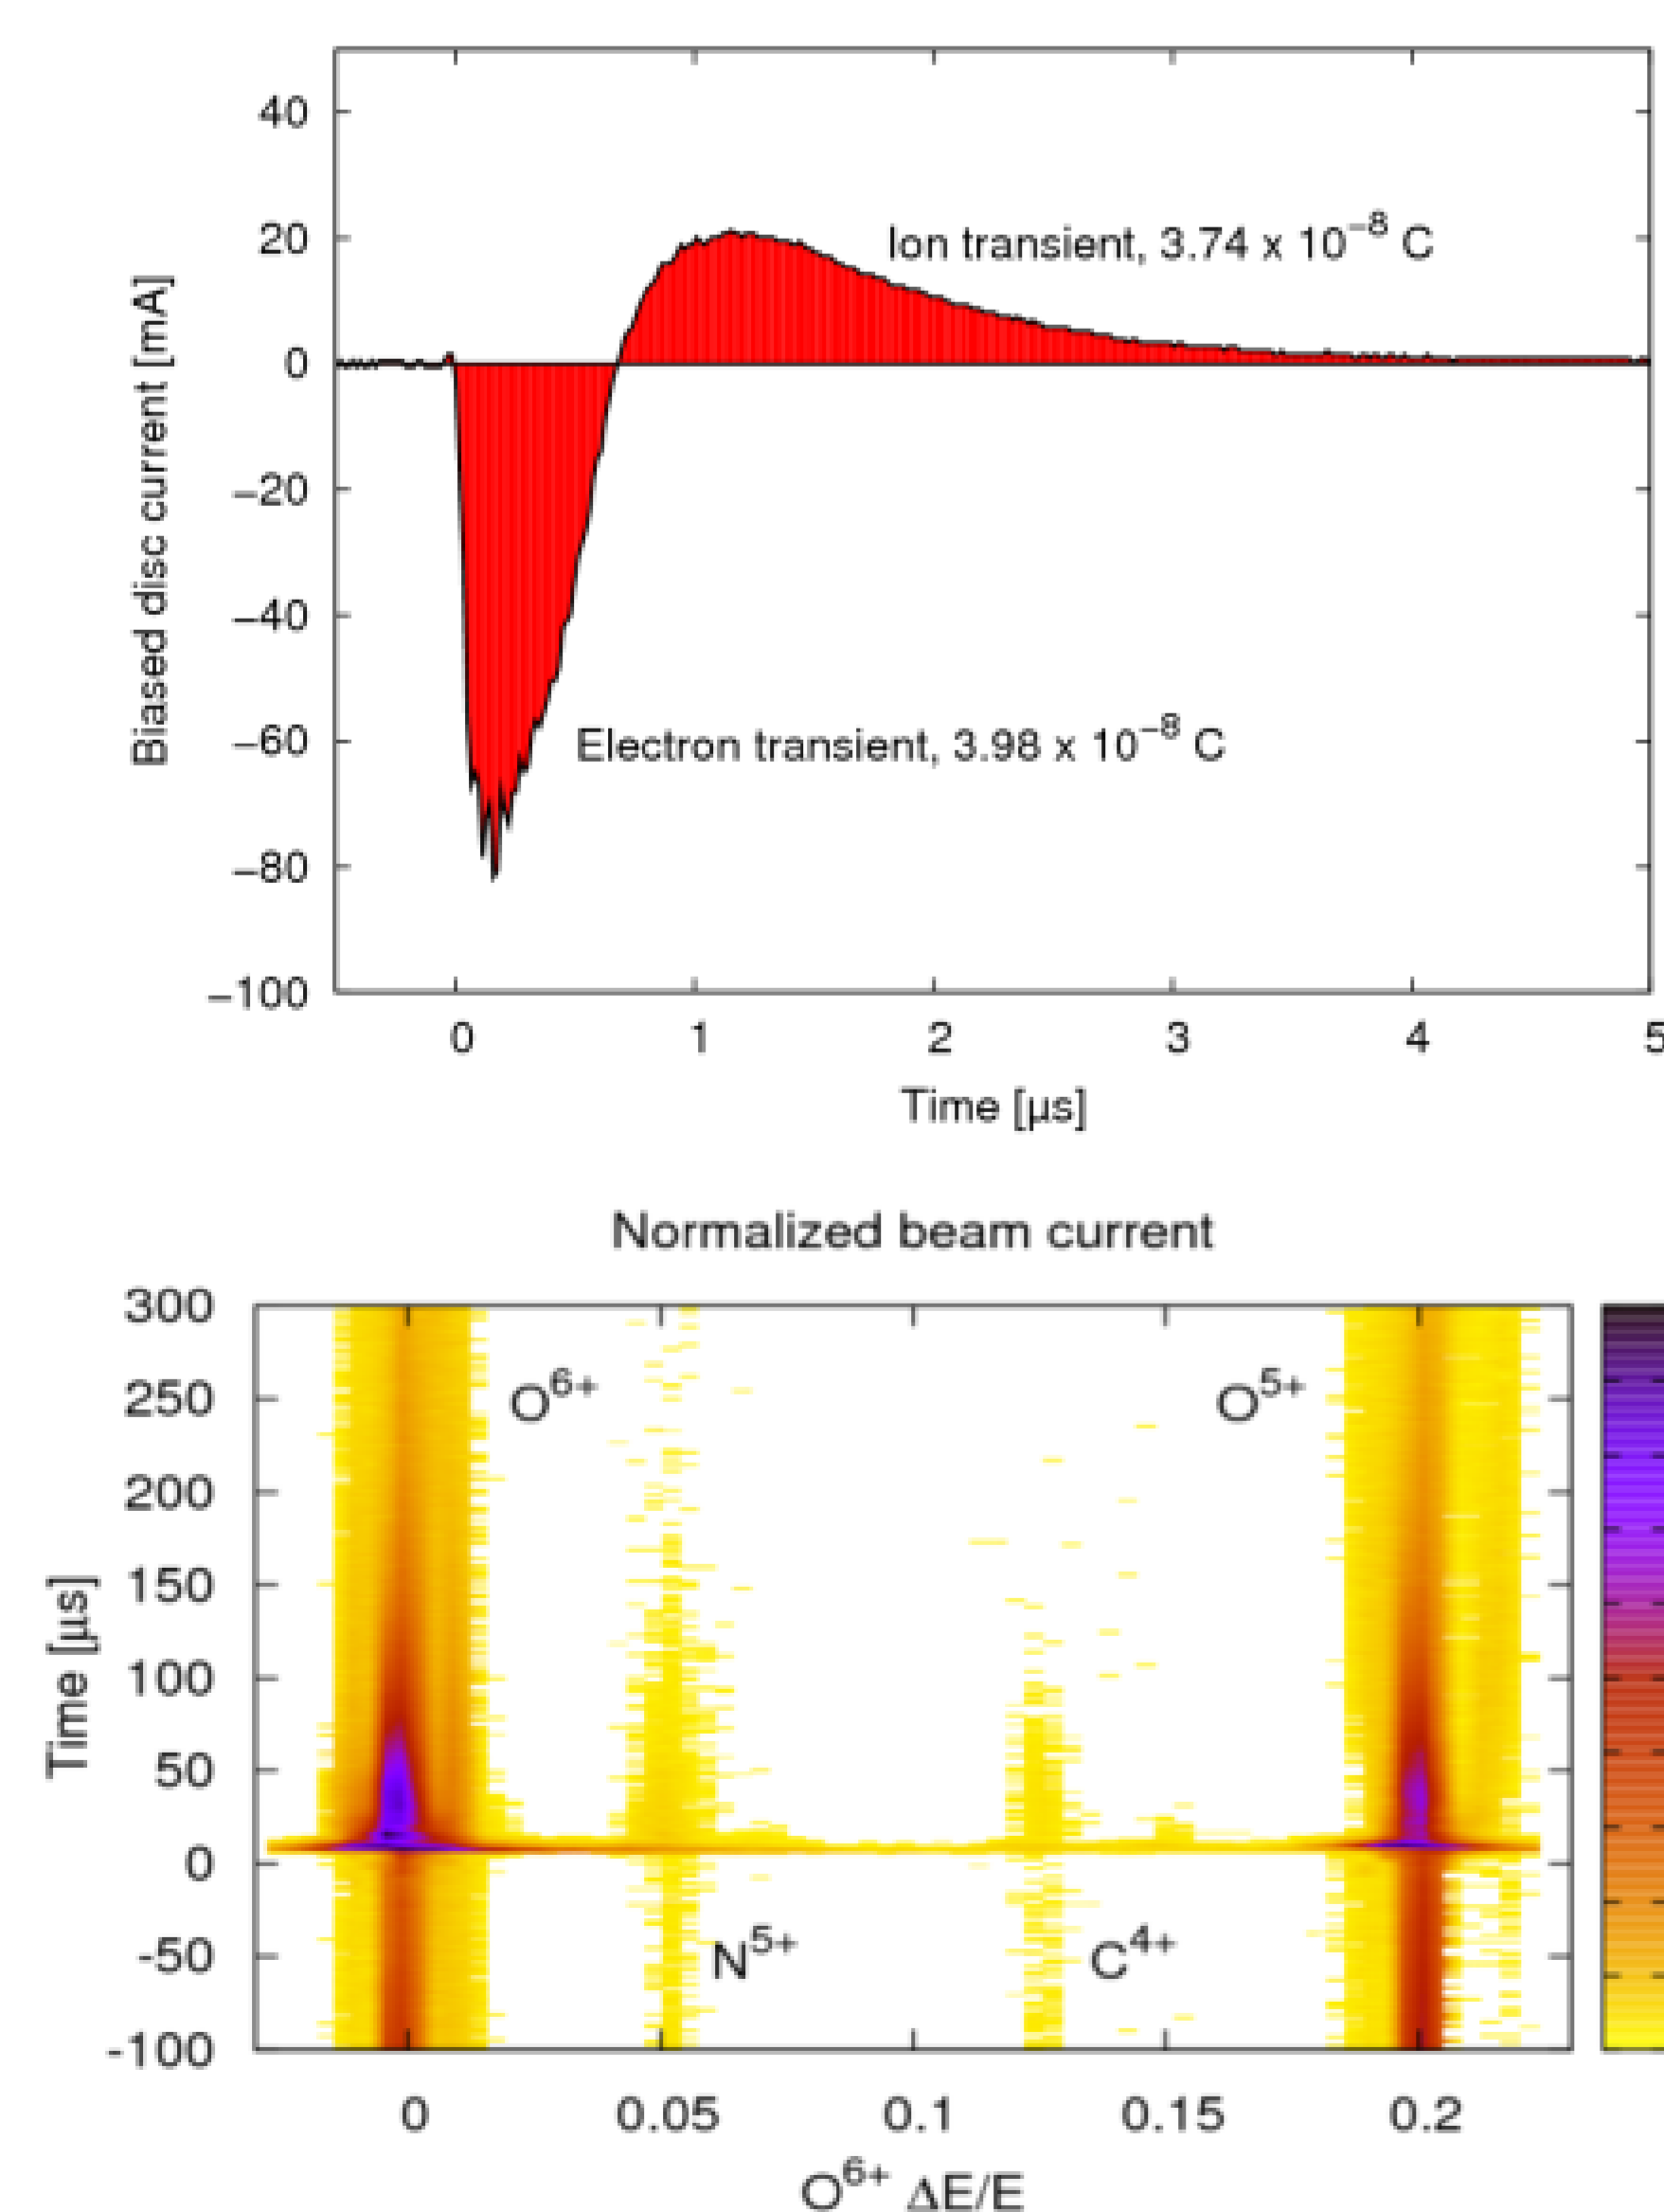 40
20
0
−20
−40
−60
−80
−100
Biased disc current [mA]
Ion transient, 3.74 x 10⁻⁸ C
Electron transient, 3.98 x 10⁻⁸ C
0 1 2 3 4 5
Time [µs]
Normalized beam current
300
250
200
150
100
50
0
-50
-100
Time [µs]
O⁶⁺
O⁵⁺
N⁵⁺
C⁴⁺
0 0.05 0.1 0.15 0.2
O⁶⁺ ΔE/E